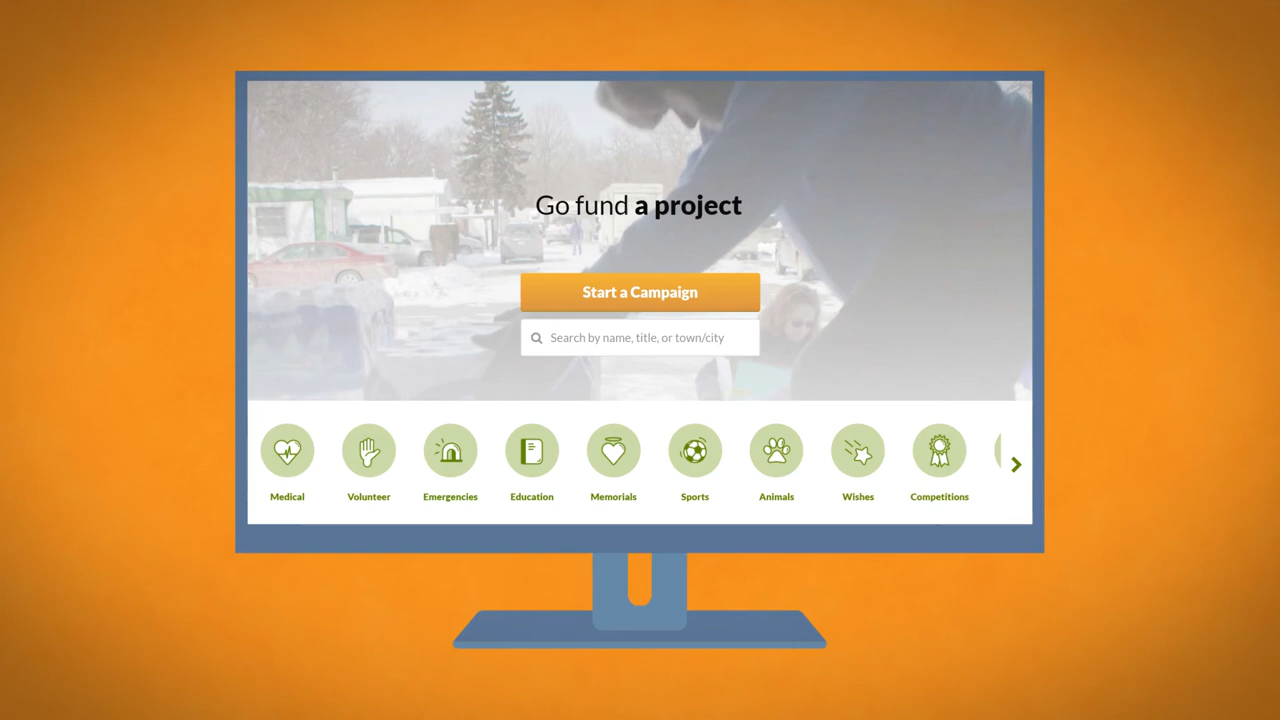 Go fund a project
Start a Campaign
Search by name, title, or town/city
Medical Volunteer Emergencies Education Memorials Sports Animals Wishes Competitions